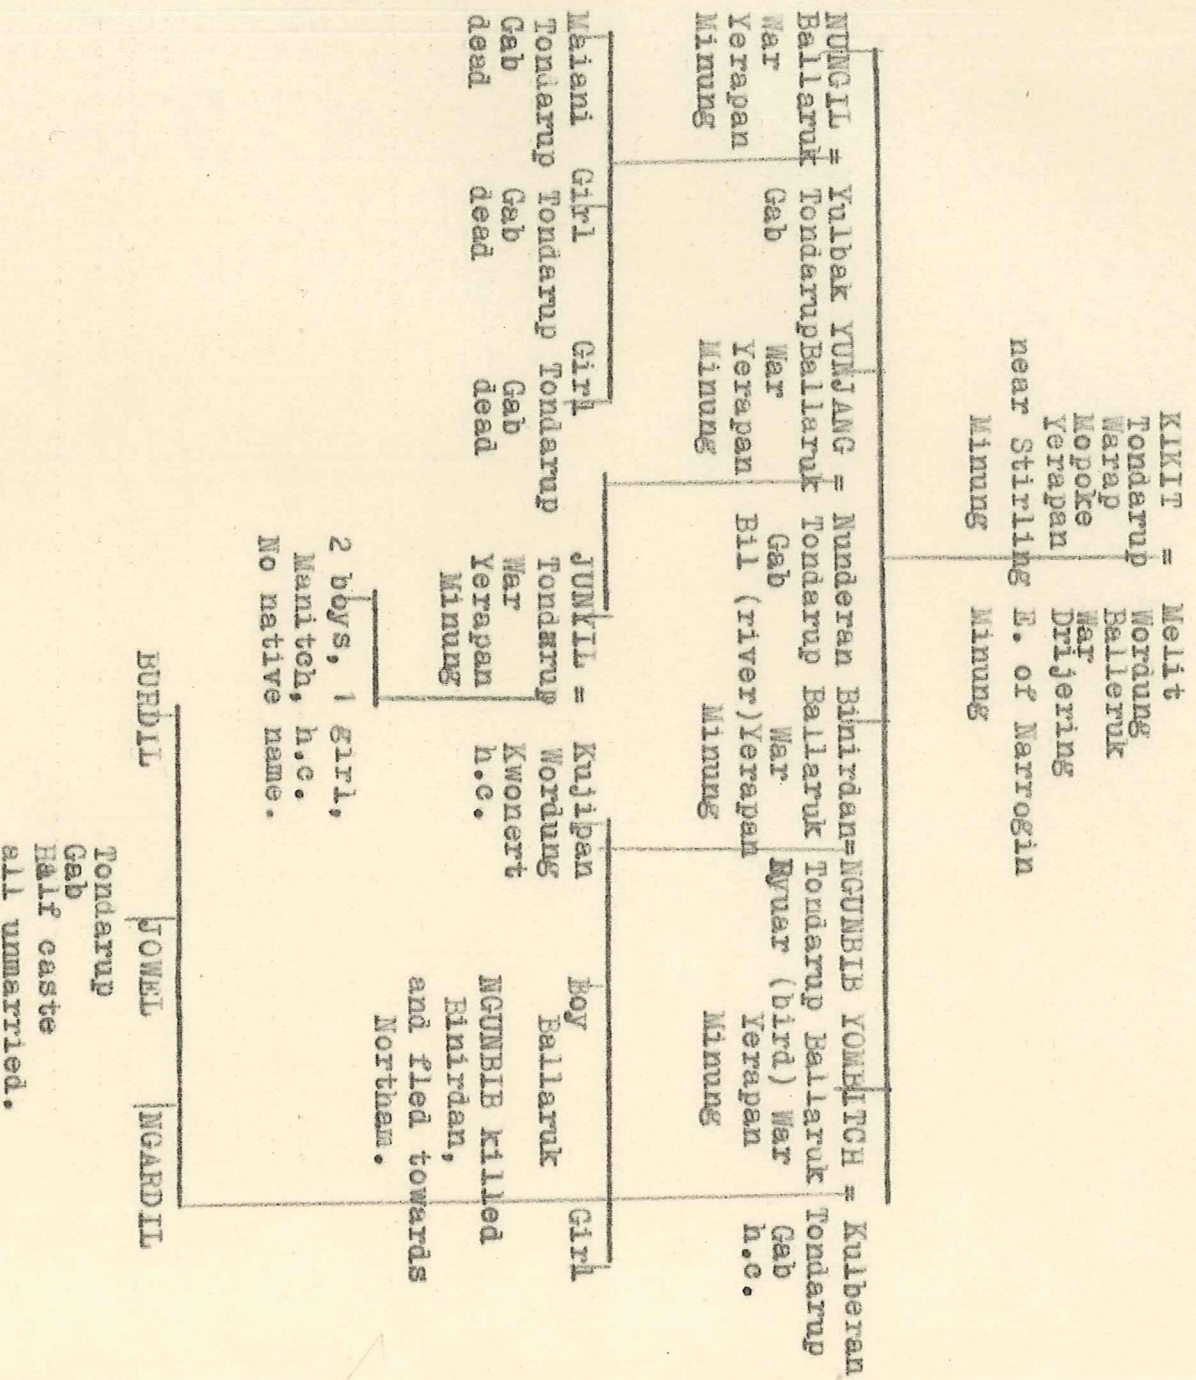 KIKIT = Melit
Tondarup Wordung
Warap Balleruk
Mopoke War
Yerapan Drijering
near Stirling E. of Narrogin
Minung Minung
NUNGIL = Yulbak YUNJANG = Nunderan Binirdan=NGUNBIB YOMBITCH = Kulberan
Ballaruk TondarupBallaruk Tondarup Ballaruk Tondarup Ballaruk Tondarup
War Gab War Gab War Nyuar (bird) War Gab
Yerapan Yerapan Bil (river)Yerapan Yerapan h.c.
Minung Minung Minung Minung
Maiani Girl Girl JUNKIL = Kujipan Boy Girl
Tondarup Tondarup Tondarup Tondarup Wordung Ballaruk
Gab Gab Gab War Kwonert
dead dead dead Yerapan h.c.
Minung
NGUNBIB killed
Binirdan,
and fled towards
Northam.
2 boys, 1 girl,
Manitch, h.c.
No native name.
BURDIL JOWEL NGARDIL
Tondarup
Gab
Half caste
all unmarried.